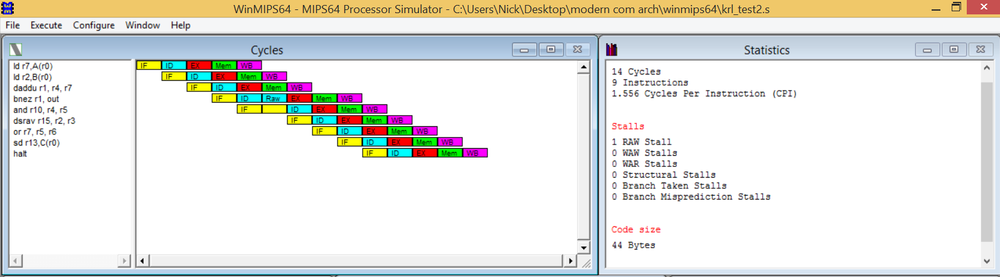 WinMIPS64 - MIPS64 Processor Simulator - C:\Users\Nick\Desktop\modern com arch\winmips64\krl_test2.s
File Execute Configure Window Help
Cycles
ld r7,A(r0)
ld r2,B(r0)
daddu r1, r4, r7
bnez r1, out
and r10, r4, r5
dsrav r15, r2, r3
or r7, r5, r6
sd r13,C(r0)
halt
IF ID EX Mem WB
IF ID EX Mem WB
IF ID EX Mem WB
IF ID Raw EX Mem WB
IF ID EX Mem WB
IF ID EX Mem WB
IF ID EX Mem WB
IF ID EX Mem WB
IF ID EX Mem WB
Statistics
14 Cycles
9 Instructions
1.556 Cycles Per Instruction (CPI)
Stalls
1 RAW Stall
0 WAW Stalls
0 WAR Stalls
0 Structural Stalls
0 Branch Taken Stalls
0 Branch Misprediction Stalls
Code size
44 Bytes